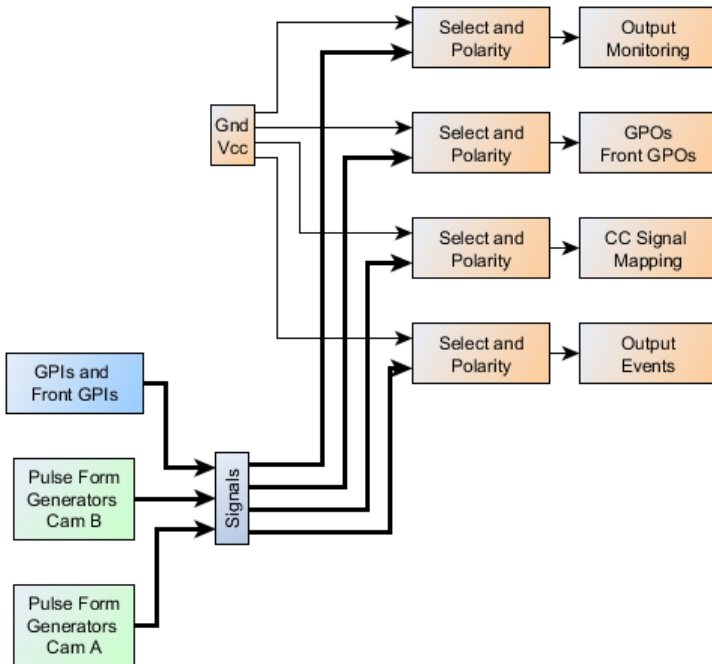 Select and
Polarity
Output
Monitoring
Gnd
Vcc
Select and
Polarity
GPOs
Front GPOs
Select and
Polarity
CC Signal
Mapping
Select and
Polarity
Output
Events
GPIs and
Front GPIs
Signals
Pulse Form
Generators
Cam B
Pulse Form
Generators
Cam A